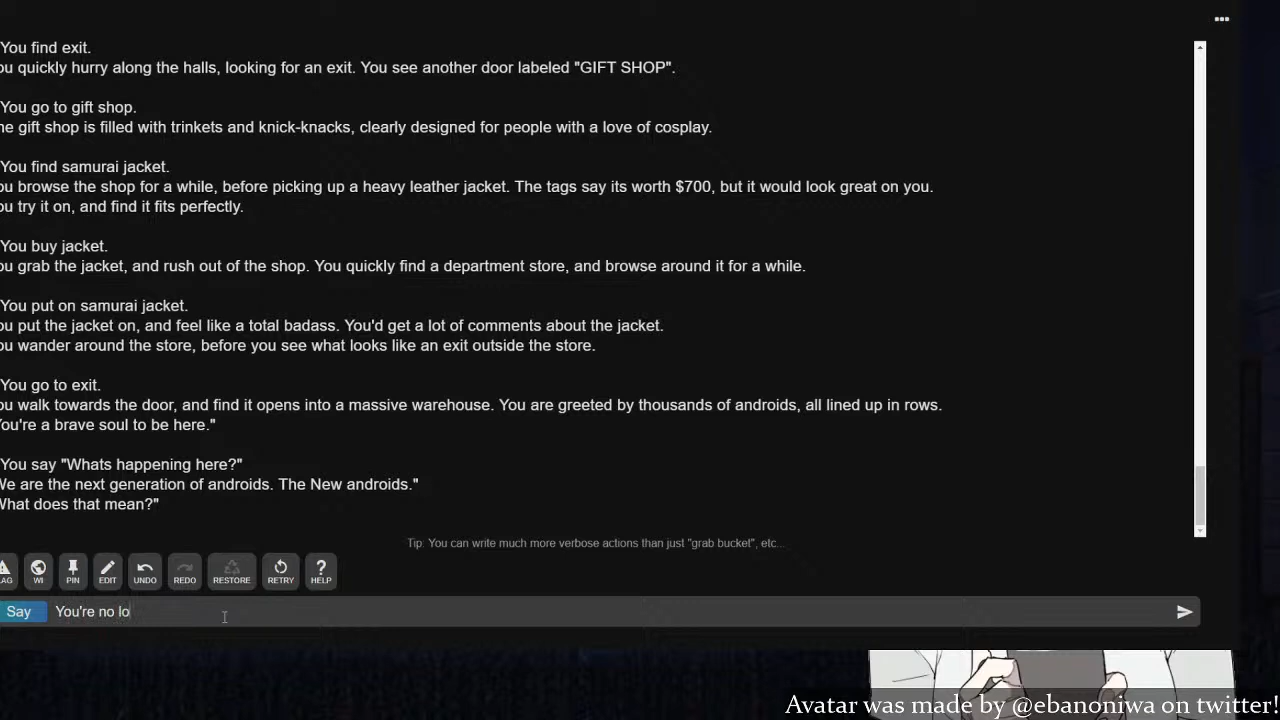 •••
You find exit.
ou quickly hurry along the halls, looking for an exit. You see another door labeled "GIFT SHOP".
You go to gift shop.
he gift shop is filled with trinkets and knick-knacks, clearly designed for people with a love of cosplay.
You find samurai jacket.
ou browse the shop for a while, before picking up a heavy leather jacket. The tags say its worth $700, but it would look great on you.
ou try it on, and find it fits perfectly.
You buy jacket.
ou grab the jacket, and rush out of the shop. You quickly find a department store, and browse around it for a while.
You put on samurai jacket.
ou put the jacket on, and feel like a total badass. You'd get a lot of comments about the jacket.
ou wander around the store, before you see what looks like an exit outside the store.
You go to exit.
ou walk towards the door, and find it opens into a massive warehouse. You are greeted by thousands of androids, all lined up in rows.
You're a brave soul to be here."
You say "Whats happening here?"
We are the next generation of androids. The New androids."
What does that mean?"
Tip: You can write much more verbose actions than just "grab bucket", etc...
LAG WI PIN EDIT UNDO REDO RESTORE RETRY ? HELP
Say You're no lo
Avatar was made by @ebanoniwa on twitter!